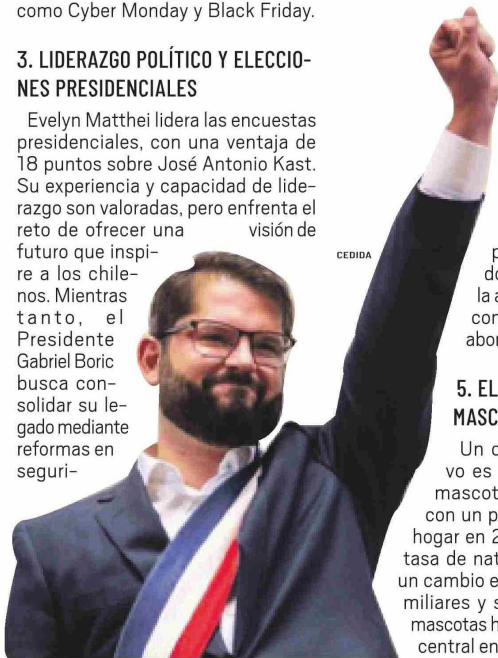 como Cyber Monday y Black Friday.
3. LIDERAZGO POLÍTICO Y ELECCIO-
NES PRESIDENCIALES
Evelyn Matthei lidera las encuestas
presidenciales, con una ventaja de
18 puntos sobre José Antonio Kast.
Su experiencia y capacidad de lide-
razgo son valoradas, pero enfrenta el
reto de ofrecer una visión de
futuro que inspi-
re a los chile-
nos. Mientras
tanto, el
Presidente
Gabriel Boric
busca con-
solidar su le-
gado mediante
reformas en
seguri-
CEDIDA
p
do
la a
con
abor
5. EL
MASC
Un c
vo es
mascot
con un p
hogar en 2
tasa de nat
un cambio e
miliares y s
mascotas h
central en